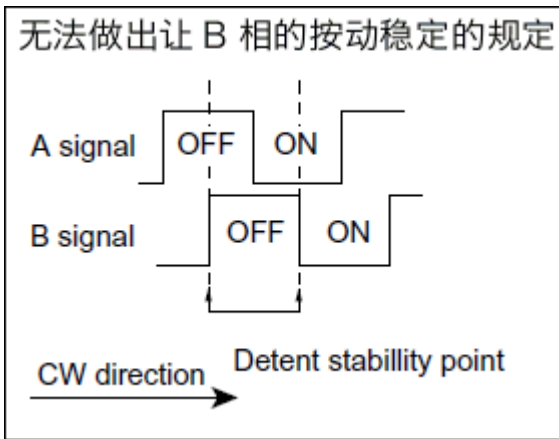 无法做出让 B 相的按动稳定的规定
A signal OFF ON
B signal OFF ON
Detent stabillity point
CW direction